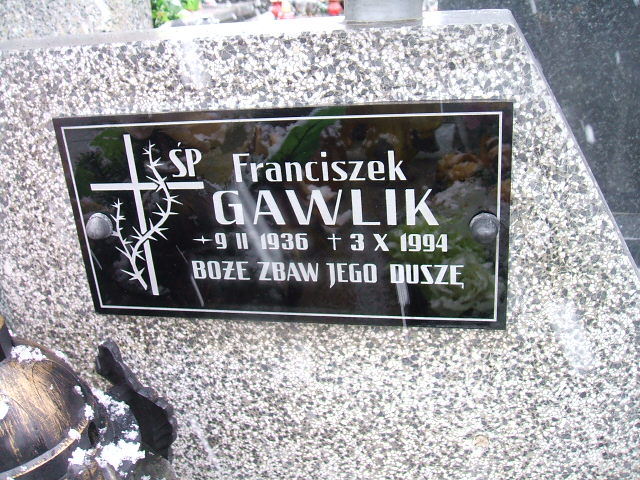 ŚP Franciszek
GAWLIK
9 II 1936 + 3 X 1994
BOŻE ZBAW JEGO DUSZĘ